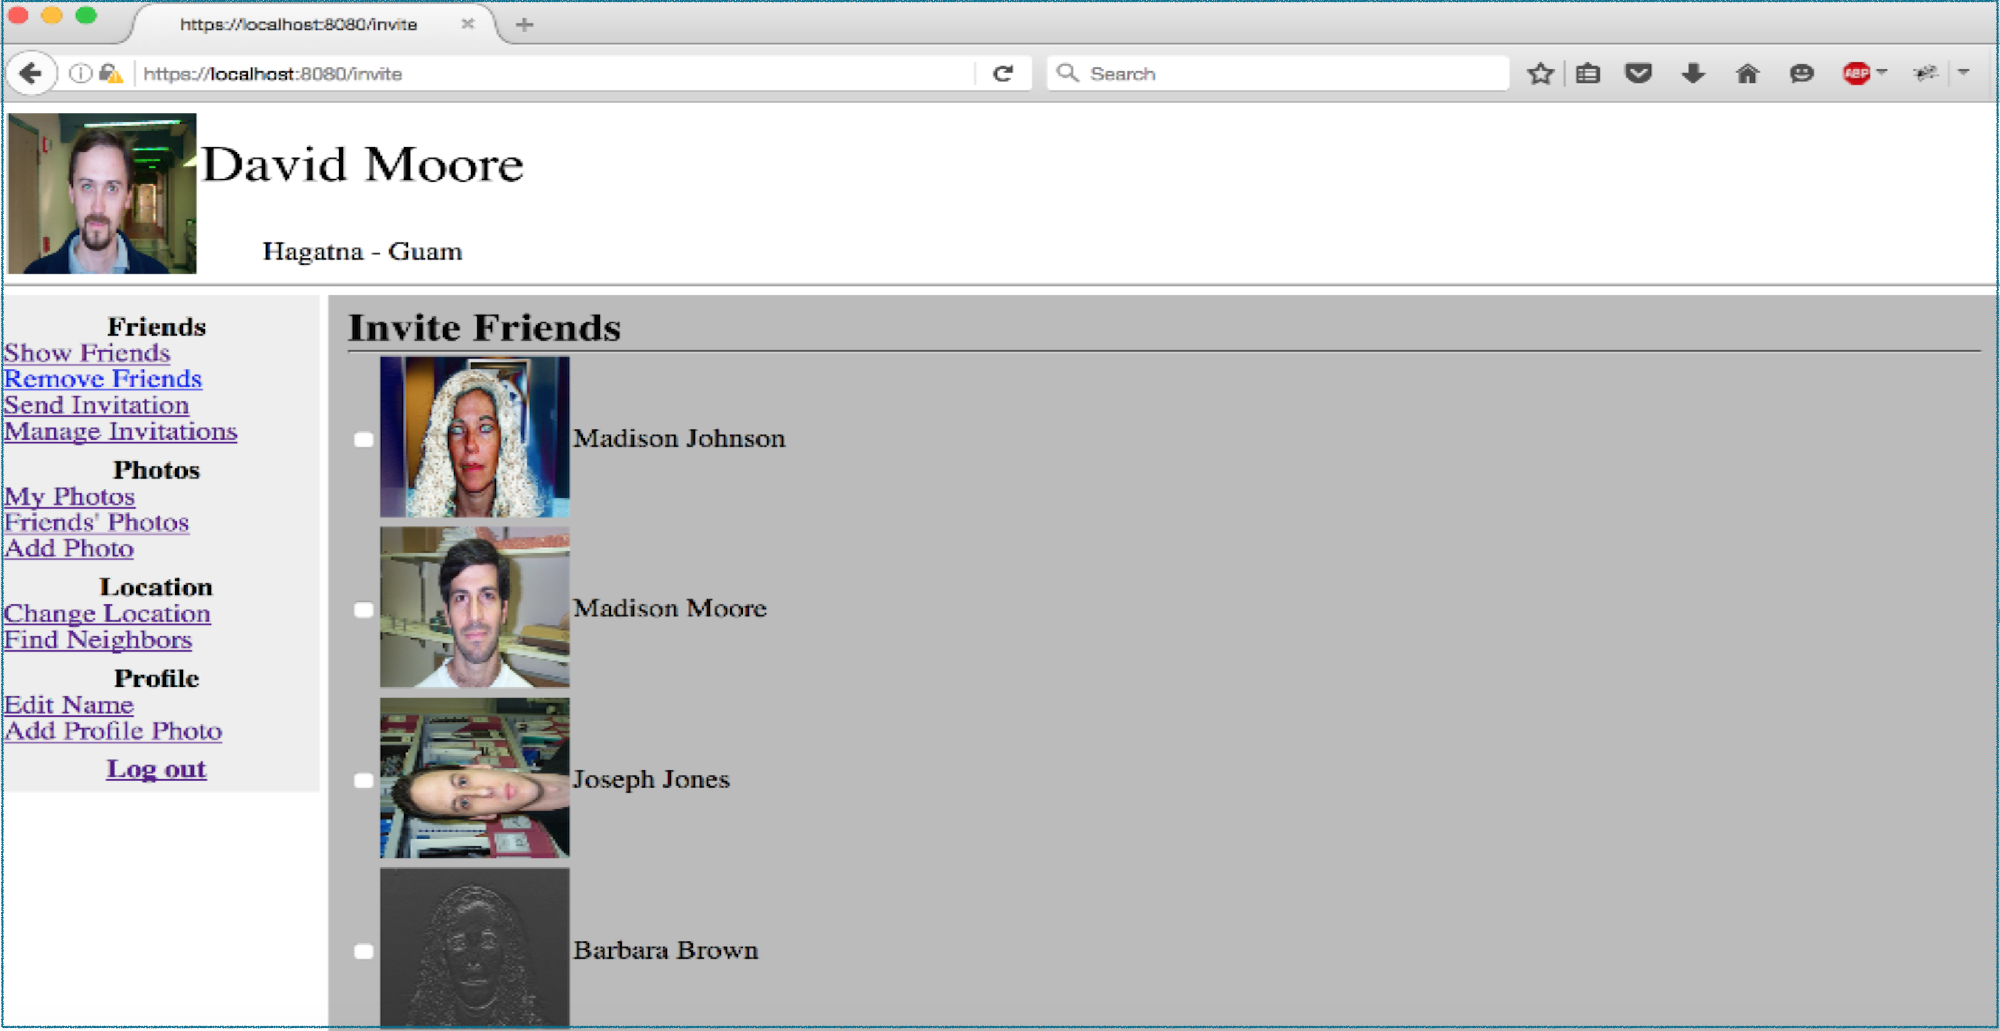 https://localhost:8080/invite
https://localhost:8080/invite
Search
ABP
David Moore
Hagatna - Guam
Friends
Show Friends
Remove Friends
Send Invitation
Manage Invitations
Photos
My Photos
Friends' Photos
Add Photo
Location
Change Location
Find Neighbors
Profile
Edit Name
Add Profile Photo
Log out
Invite Friends
Madison Johnson
Madison Moore
Joseph Jones
Barbara Brown